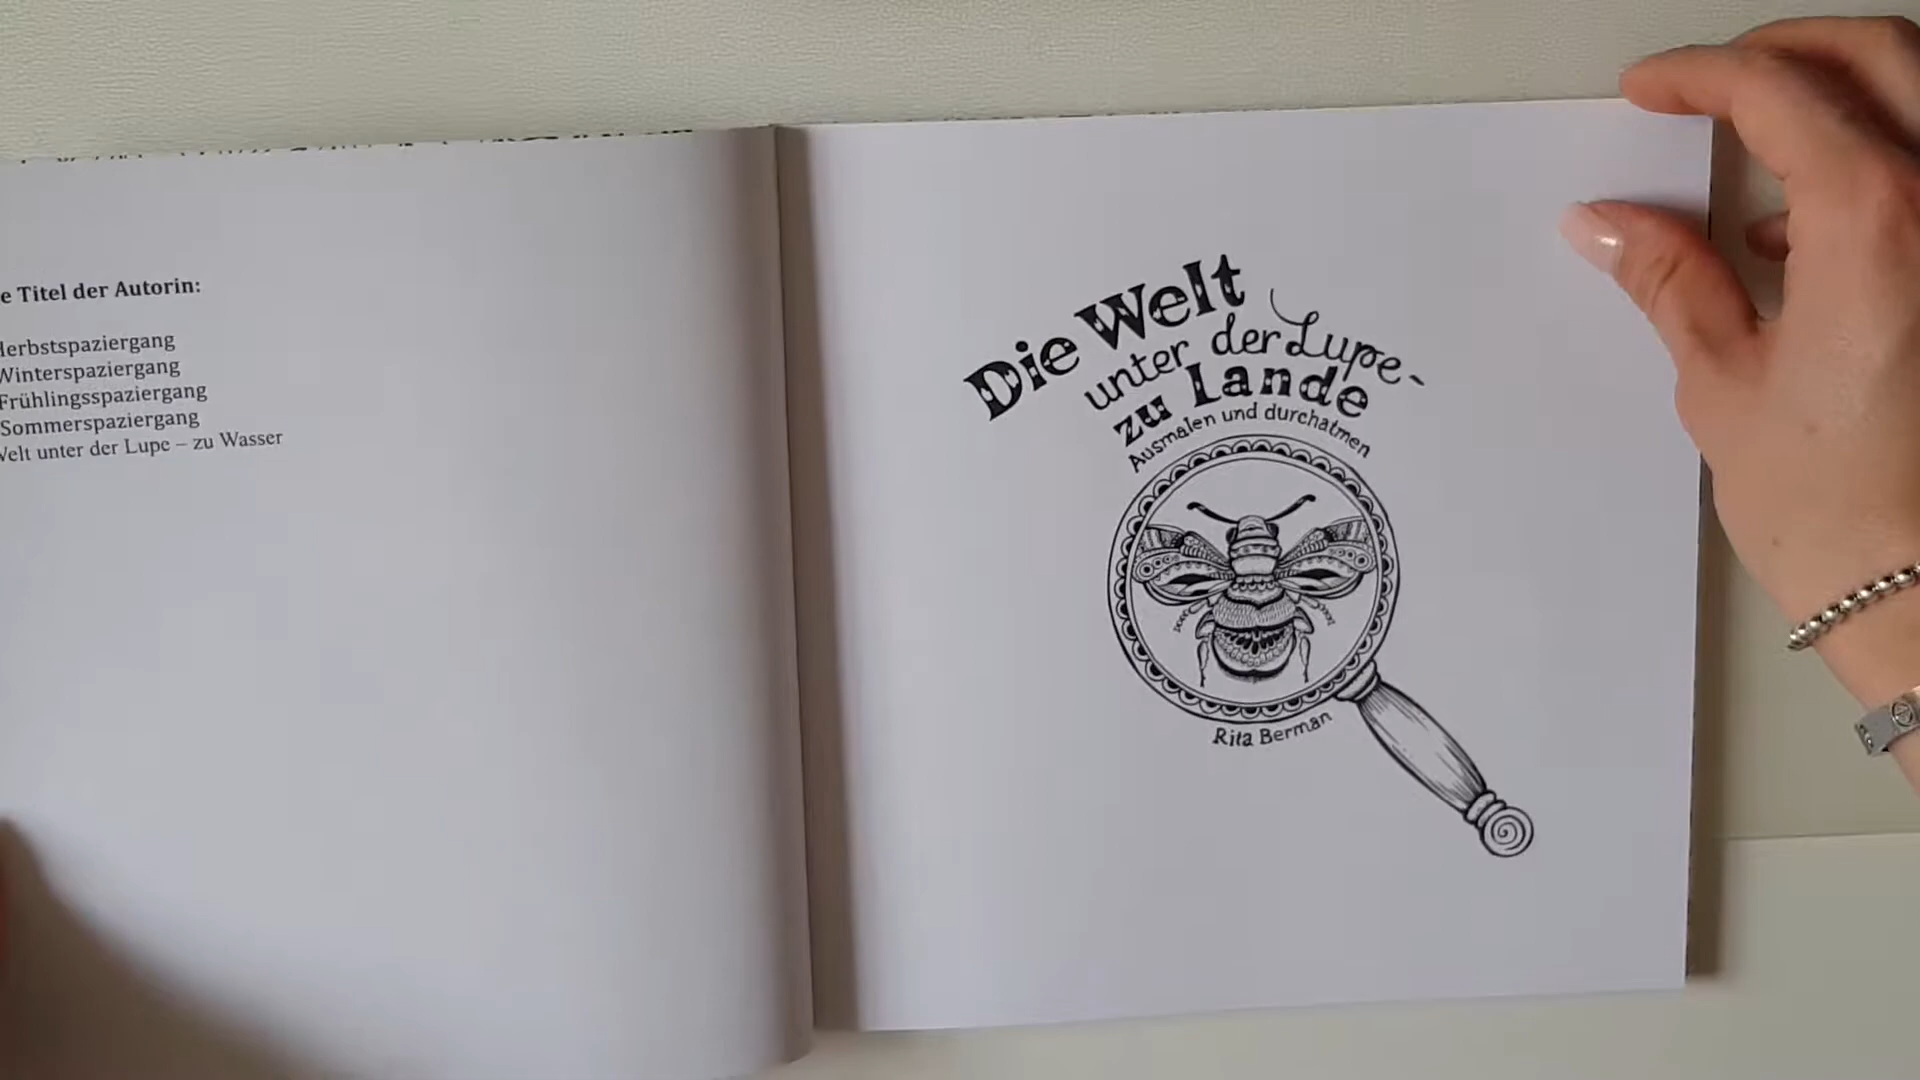 e Titel der Autorin:
Herbstspaziergang
Winterspaziergang
Frühlingsspaziergang
Sommerspaziergang
Welt unter der Lupe – zu Wasser
Die Welt
unter der Lupe-
zu Lande
Ausmalen und durchatmen
Rita Berman